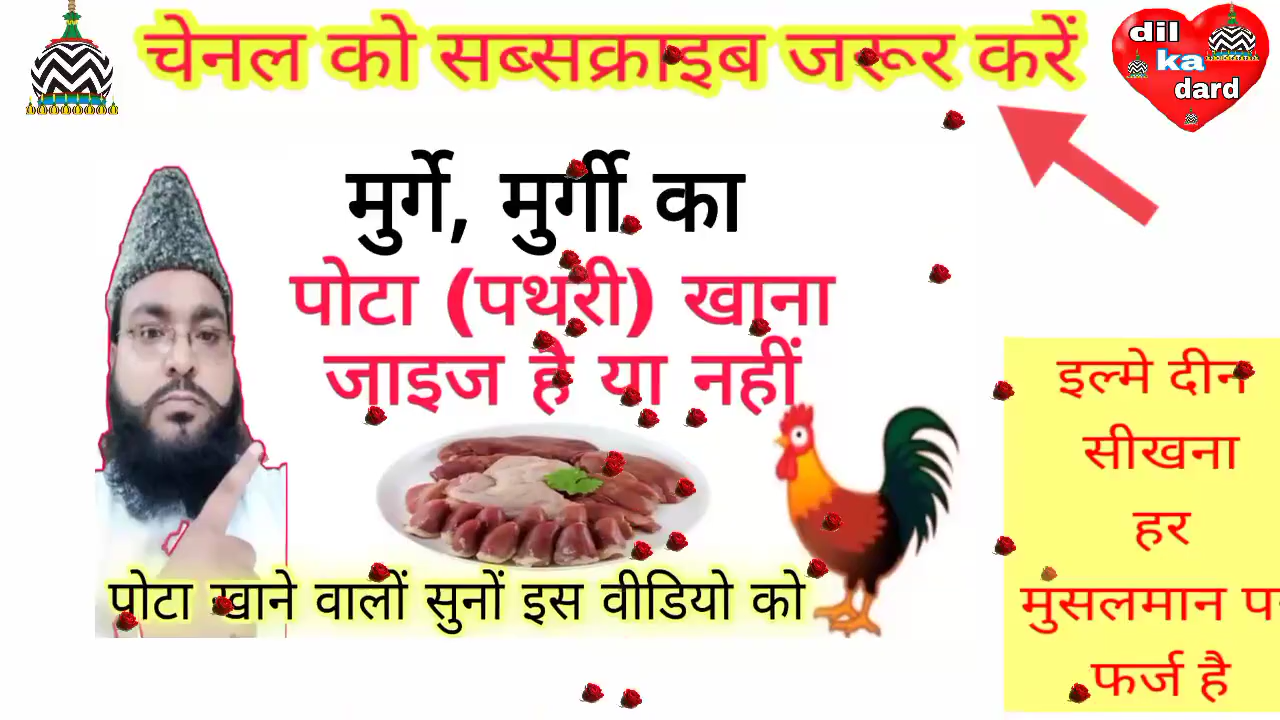 चेनल को सब्सक्राइब जरूर करें
dil
ka
dard
मुर्गे, मुर्गी का
पोटा (पथरी) खाना
जाइज है या नहीं
पोटा खाने वालों सुनों इस वीडियो को
इल्मे दीन
सीखना
हर
मुसलमान
फर्ज है